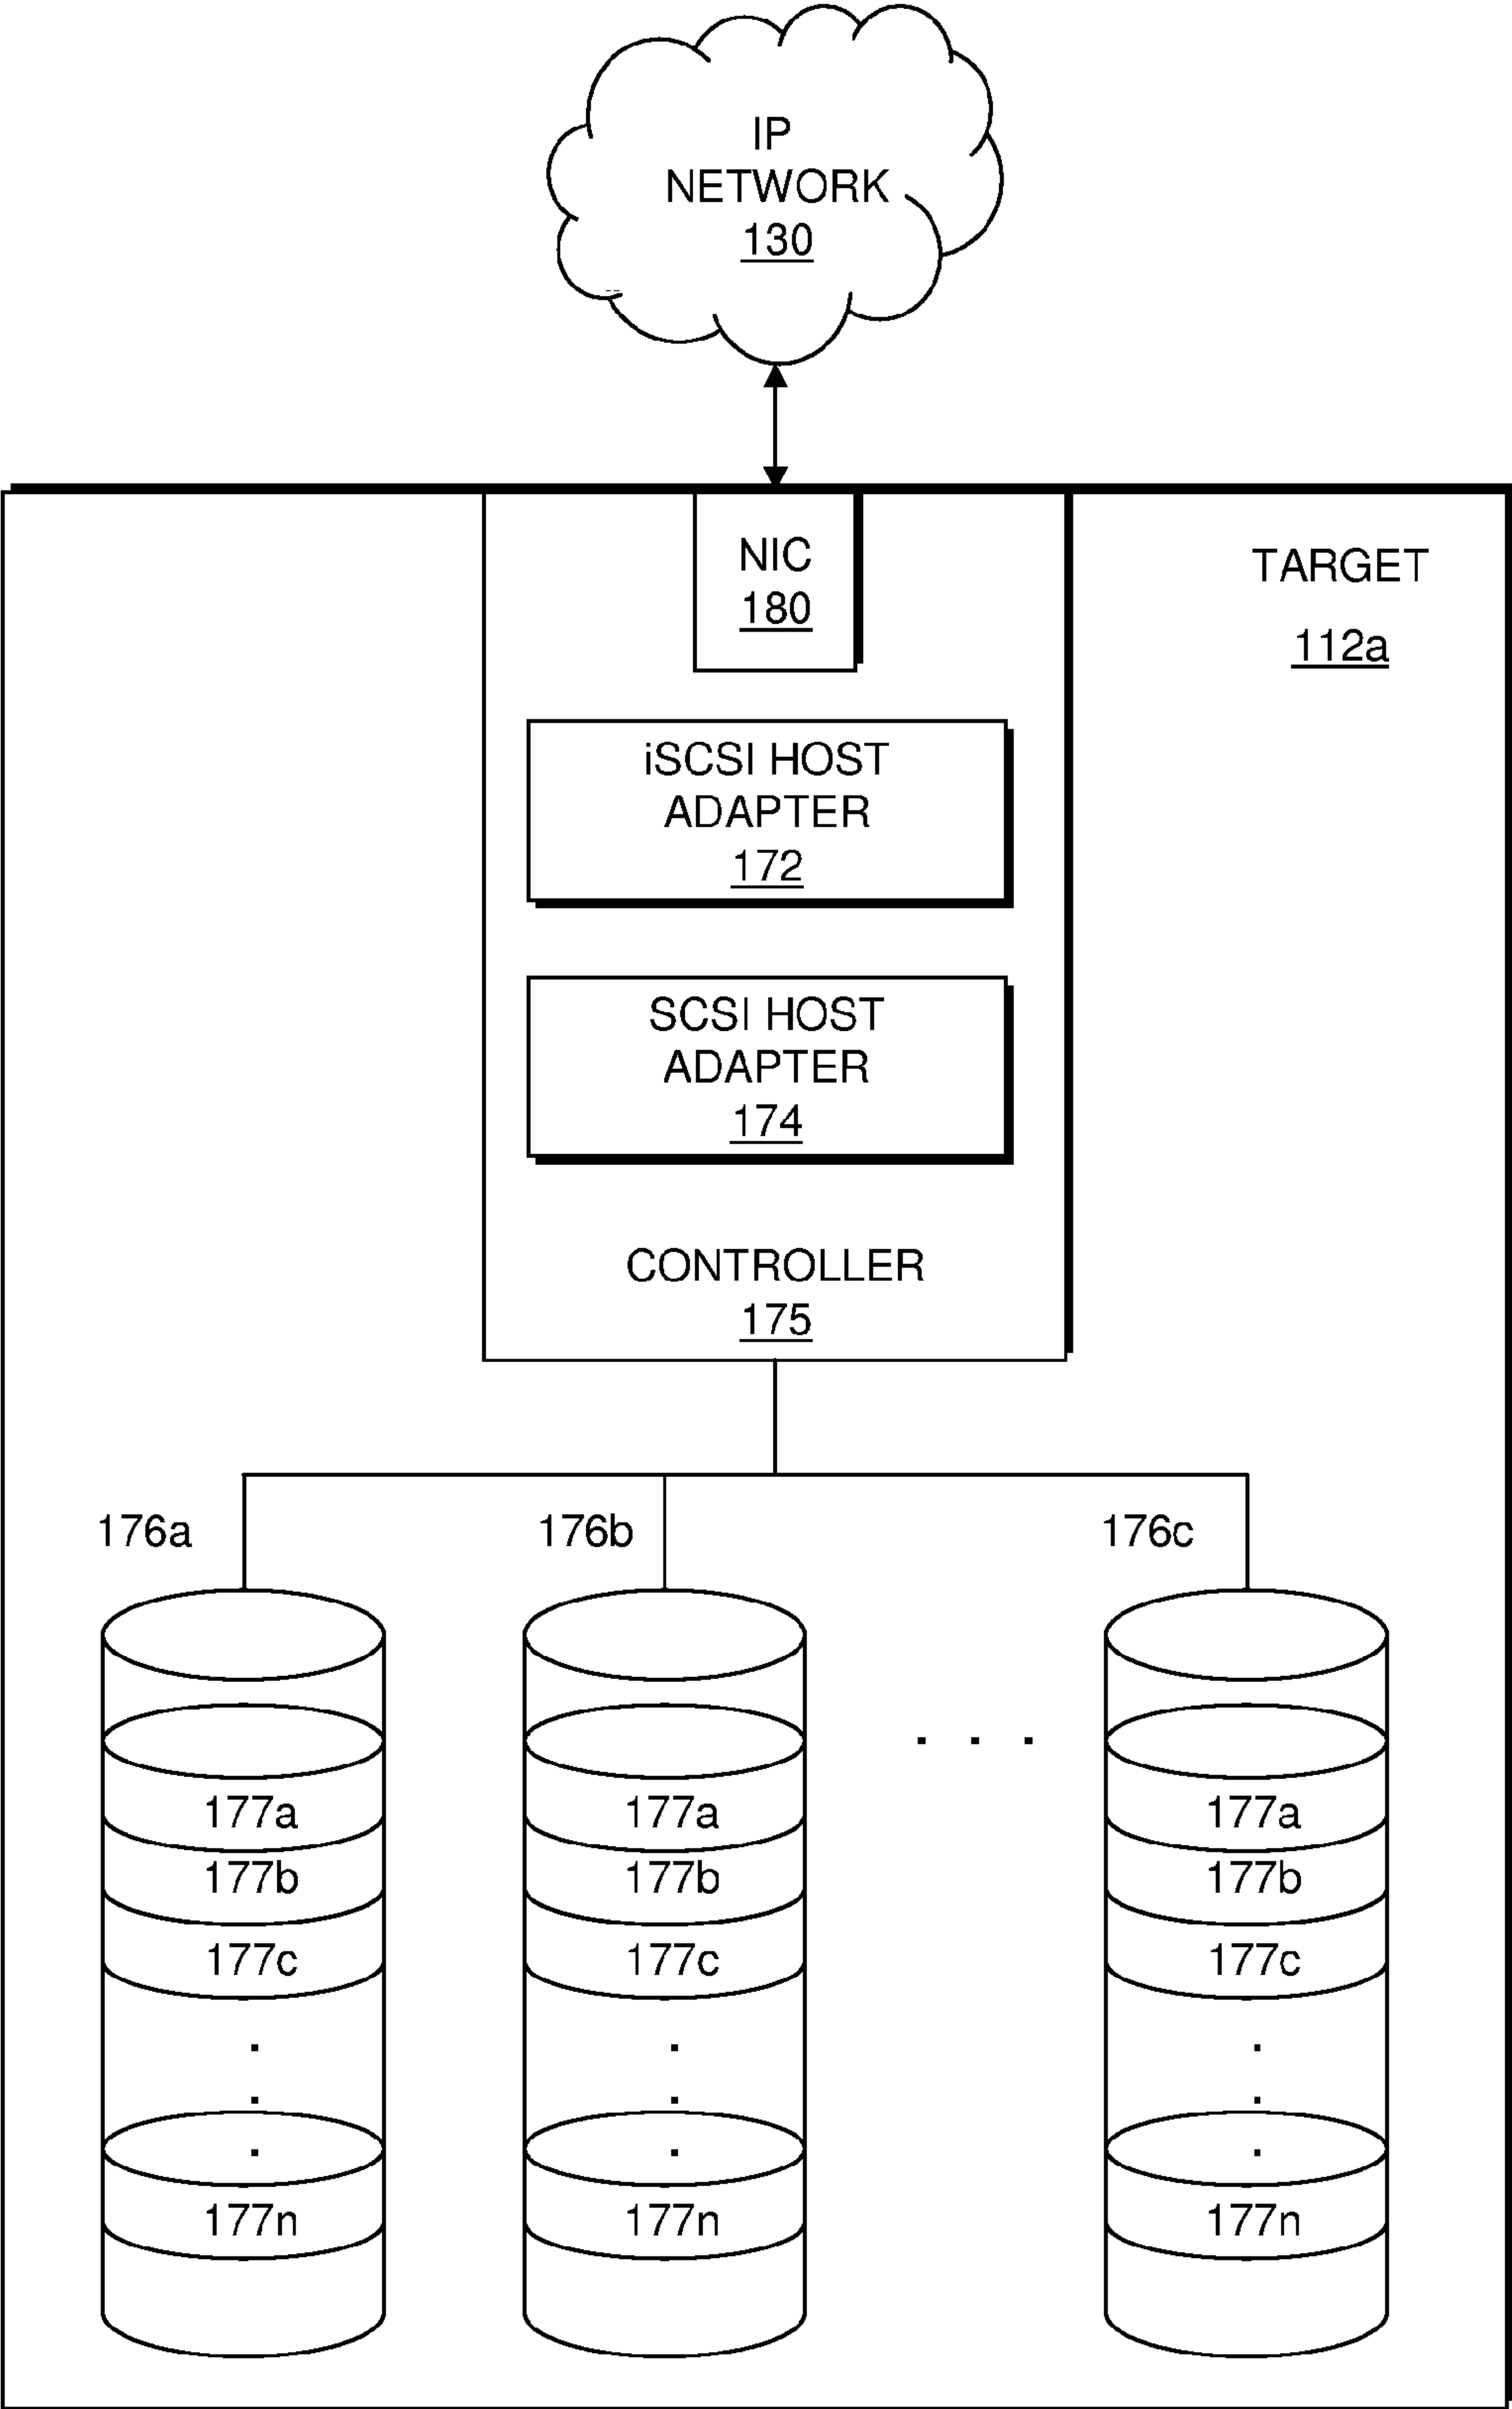 IP
NETWORK
130
NIC
180
TARGET
112a
iSCSI HOST
ADAPTER
172
SCSI HOST
ADAPTER
174
CONTROLLER
175
176a 176b 176c
. . .
177a 177a 177a
177b 177b 177b
177c 177c 177c
. . .
. . .
. . .
177n 177n 177n